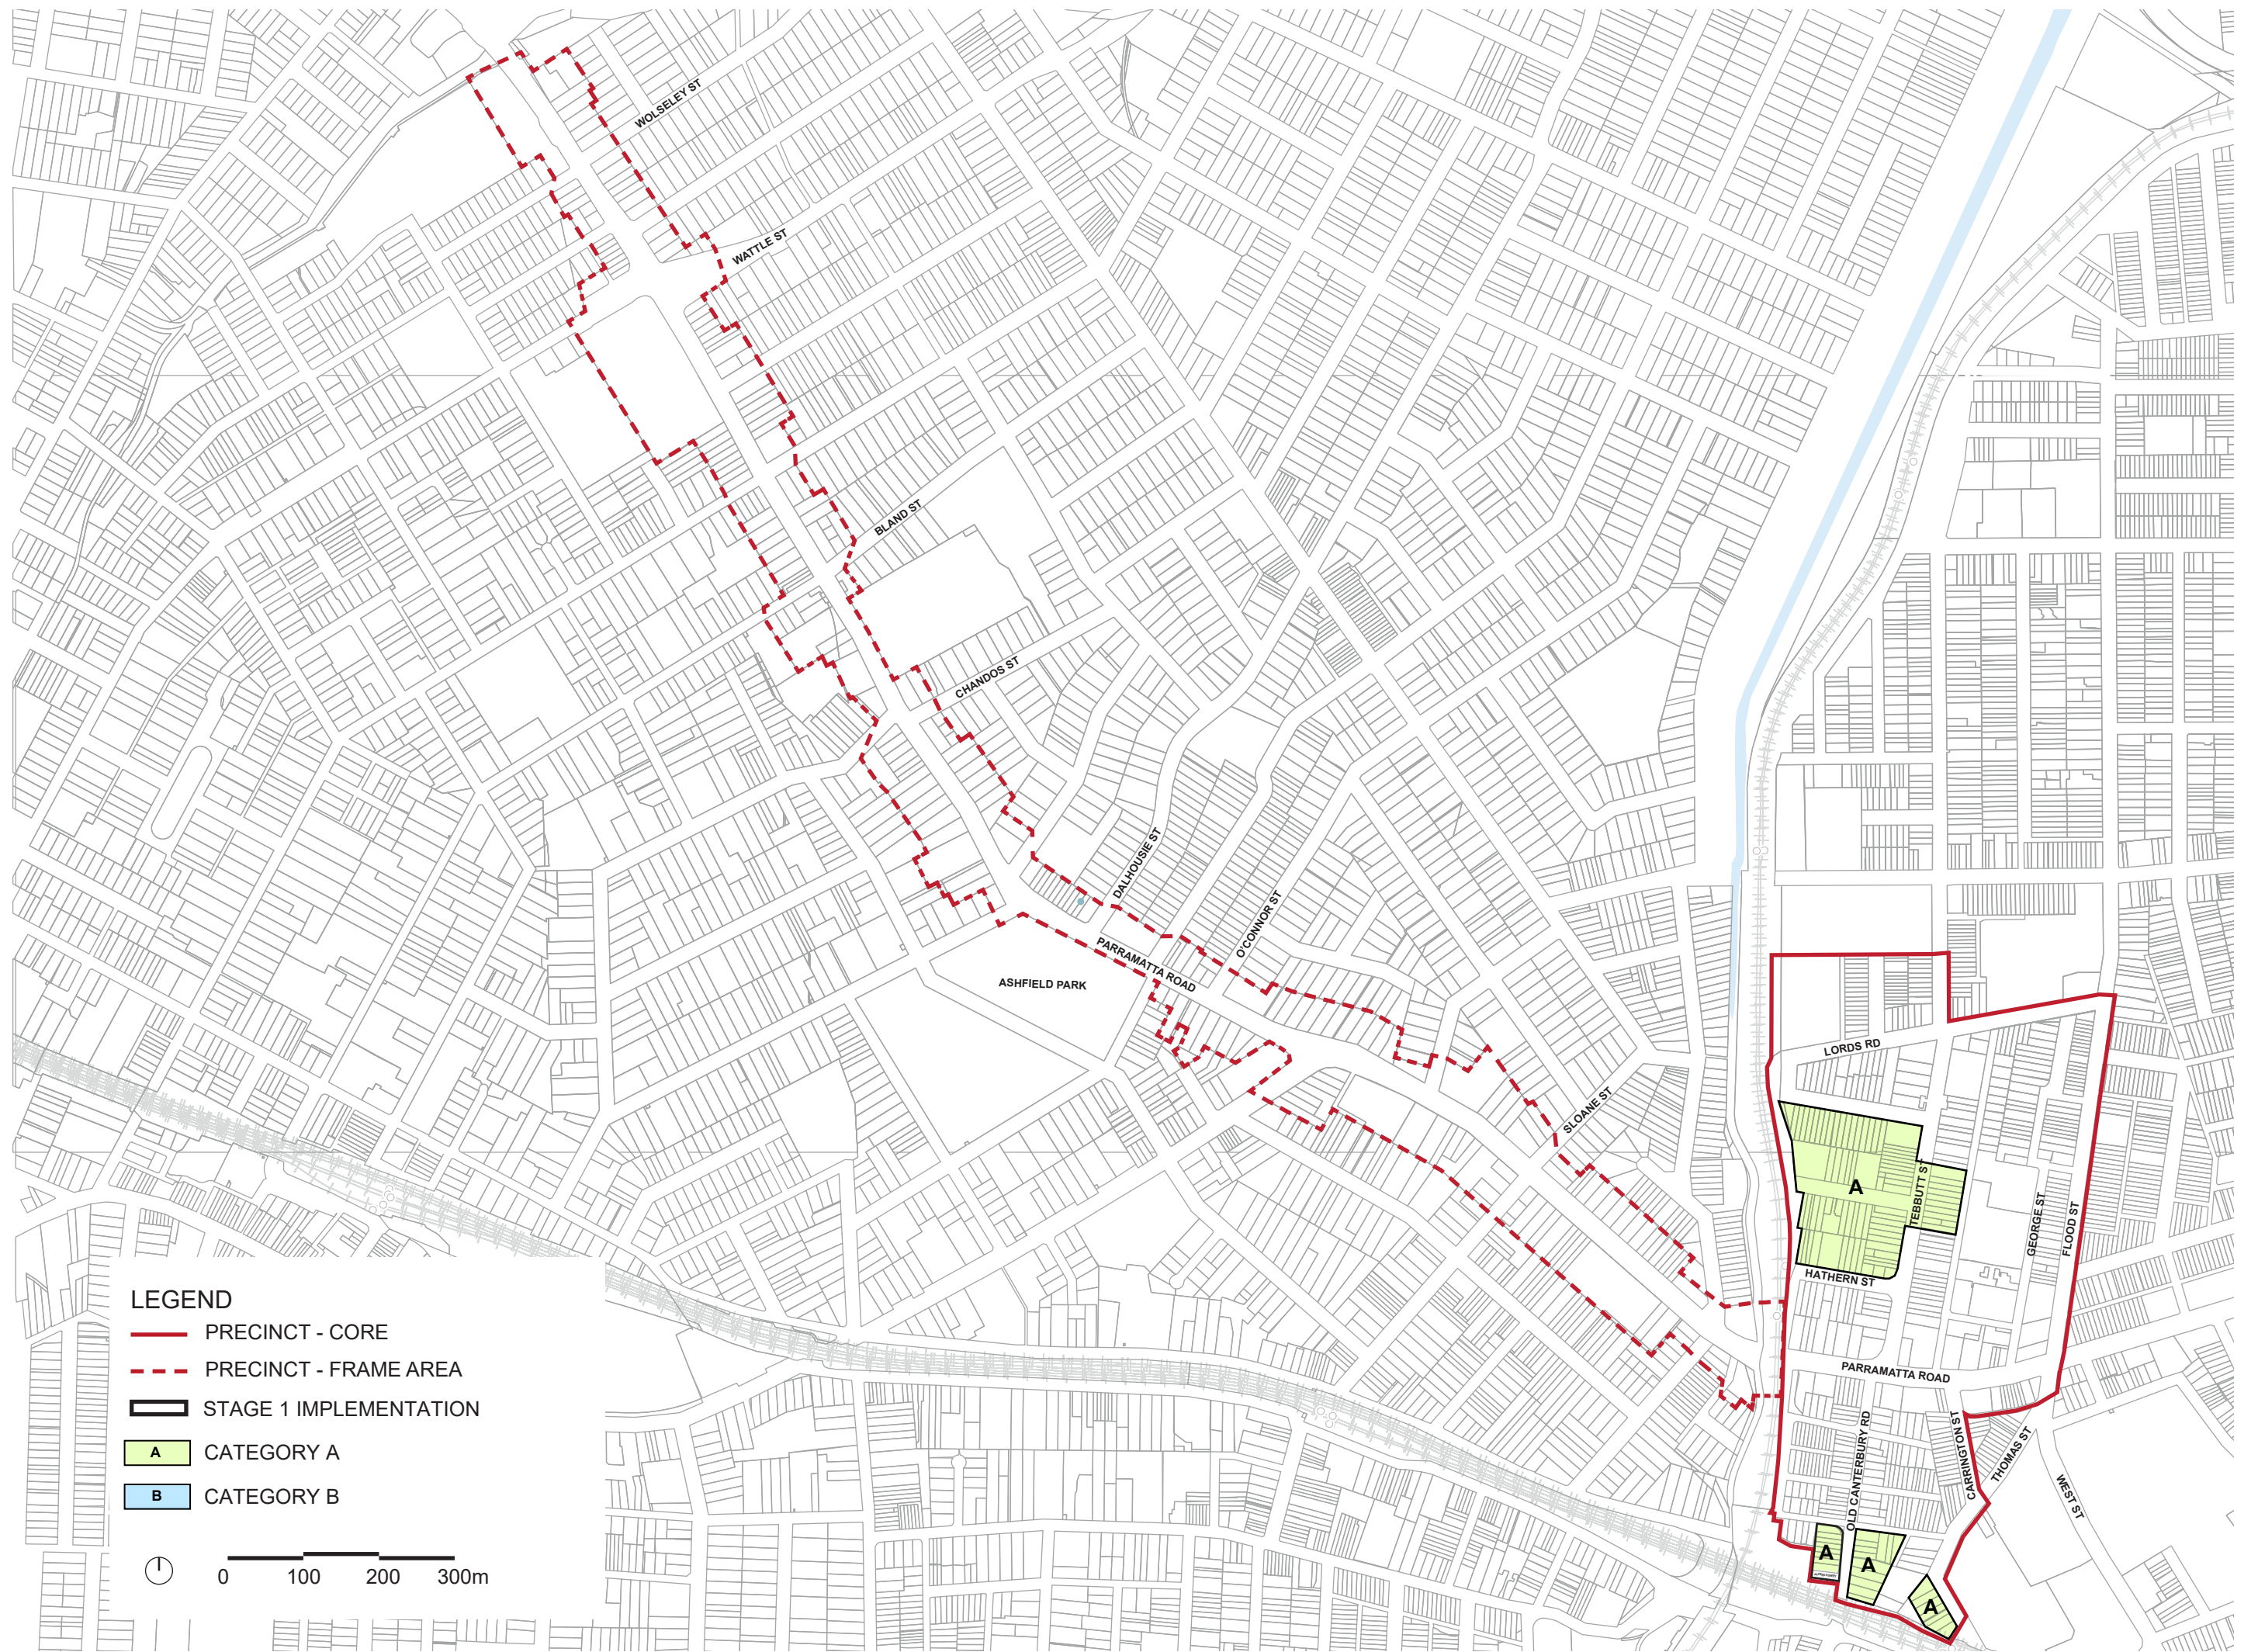 WOLSELEY ST
WATTLE ST
BLAND ST
CHANDOS ST
DALHOUSIE ST
O'CONNOR ST
PARRAMATTA ROAD
ASHFIELD PARK
SLOANE ST
LORDS RD
A
TEBBUTT ST
GEORGE ST
FLOOD ST
HATHERN ST
PARRAMATTA ROAD
OLD CANTERBURY RD
CARRINGTON ST
THOMAS ST
WEST ST
A
A
A
LEGEND
PRECINCT - CORE
PRECINCT - FRAME AREA
STAGE 1 IMPLEMENTATION
A CATEGORY A
B CATEGORY B
0 100 200 300m